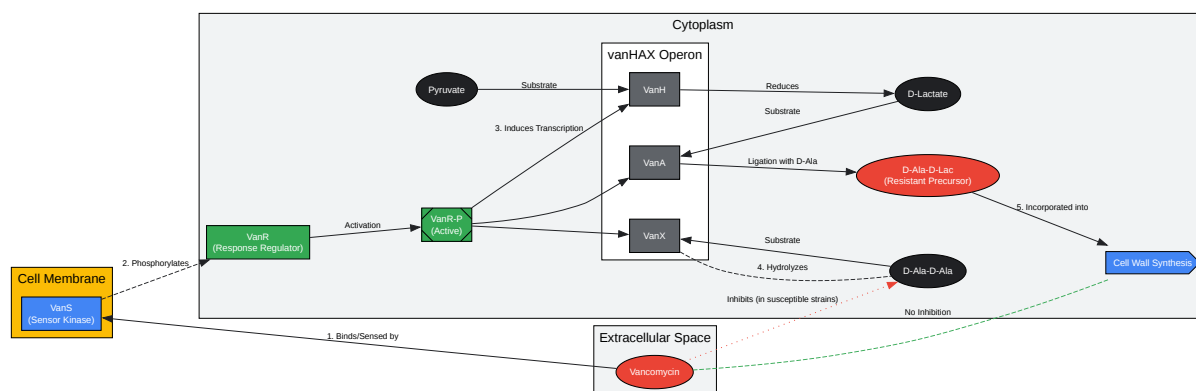 Cytoplasm
vanHAX Operon
Pyruvate
Substrate
VanH
Reduces
D-Lactate
Substrate
3. Induces Transcription
VanA
Ligation with D-Ala
D-Ala-D-Lac
(Resistant Precursor)
5. Incorporated into
VanR
(Response Regulator)
Activation
VanR-P
(Active)
VanX
Substrate
4. Hydrolyzes
D-Ala-D-Ala
Cell Wall Synthesis
2. Phosphorylates
Cell Membrane
VanS
(Sensor Kinase)
Inhibits (in susceptible strains)
No Inhibition
1. Binds/Sensed by
Extracellular Space
Vancomycin